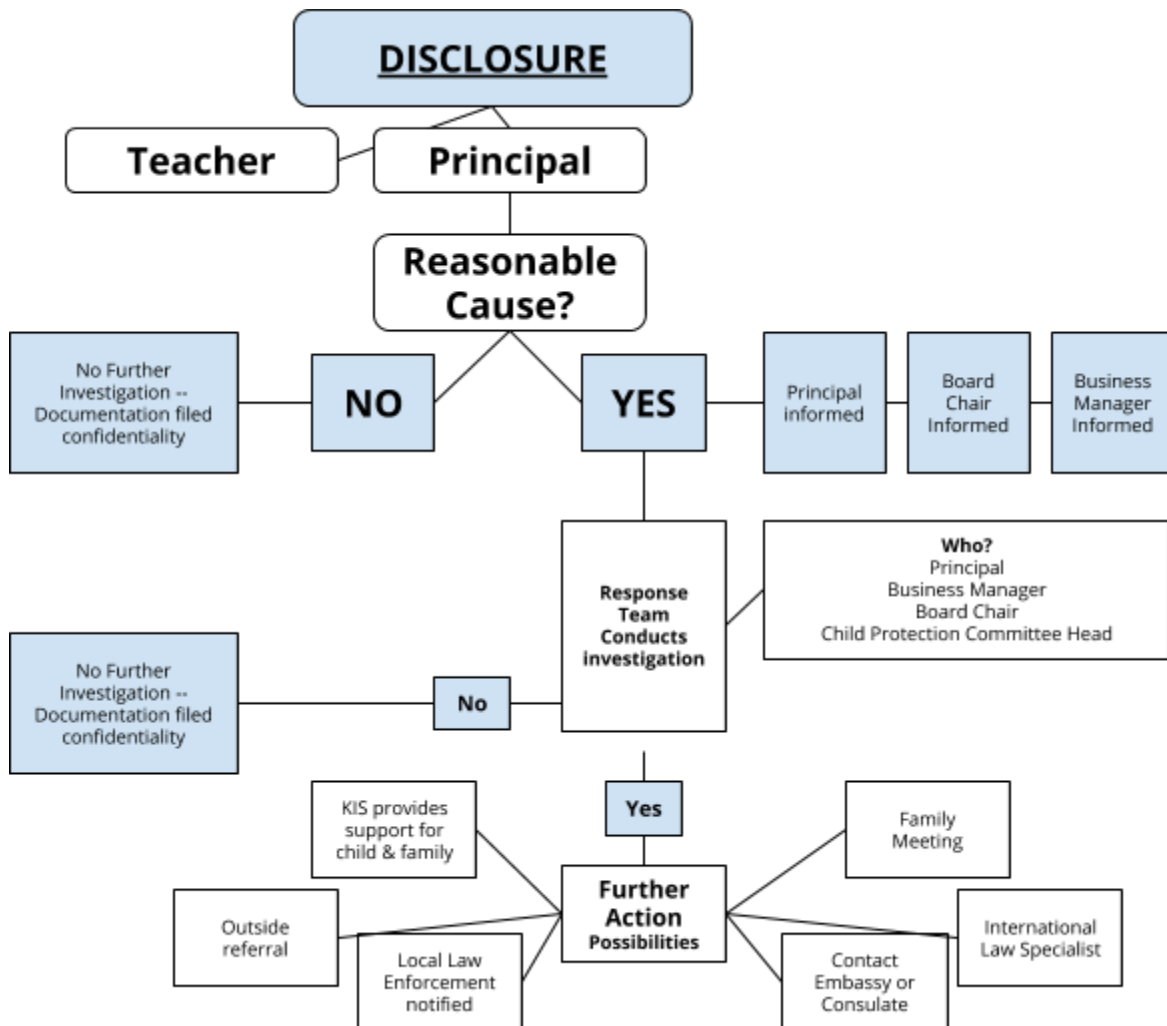 DISCLOSURE
Teacher
Principal
Reasonable
Cause?
No Further
Investigation --
Documentation filed
confidentiality
NO
YES
Principal
informed
Board
Chair
Informed
Business
Manager
Informed
Response
Team
Conducts
investigation
Who?
Principal
Business Manager
Board Chair
Child Protection Committee Head
No Further
Investigation --
Documentation filed
confidentiality
No
Yes
KIS provides
support for
child & family
Family
Meeting
Further
Action
Possibilities
Outside
referral
International
Law Specialist
Local Law
Enforcement
notified
Contact
Embassy or
Consulate